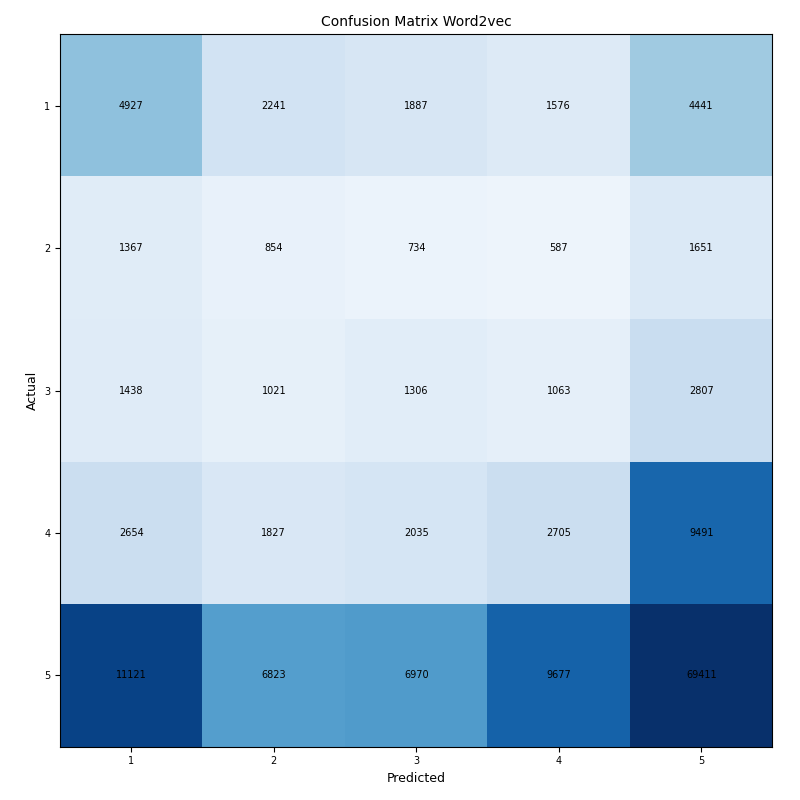 Confusion Matrix Word2vec
1 4927 2241 1887 1576 4441
2 1367 854 734 587 1651
3 1438 1021 1306 1063 2807
4 2654 1827 2035 2705 9491
5 11121 6823 6970 9677 69411
1 2 3 4 5
Actual
Predicted